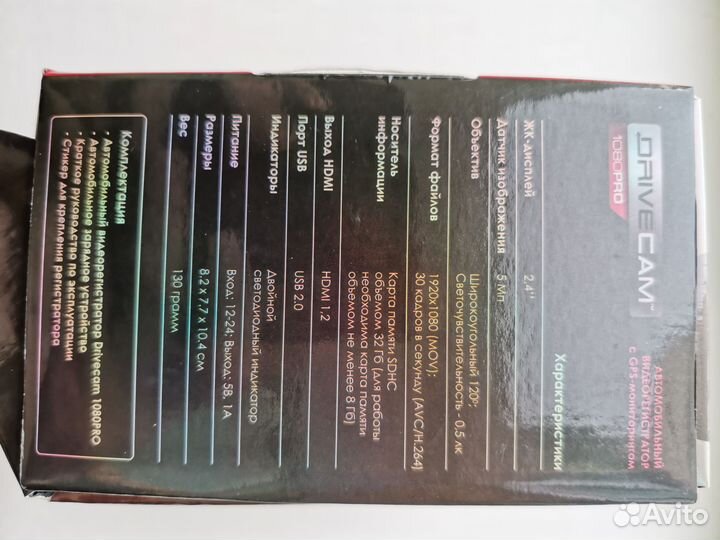 DRIVECAM™
1080PRO
АВТОМОБИЛЬНЫЙ
ВИДЕОРЕГИСТРАТОР
С GPS-МОНИТОРИНГОМ
Характеристики
ЖК-дисплей 2,4''
Датчик изображения 5 Мп
Объектив Широкоугольный 120°;
Светочувствительность - 0,5 лк
Формат файлов 1920x1080 (MOV);
30 кадров в секунду (AVC/H.264)
Носитель Карта памяти SDHC
информации объемом 32 Гб (для работы
необходима карта памяти
объемом не менее 8 Гб)
Выход HDMI HDMI 1.2
Порт USB USB 2.0
Индикаторы Двойной
светодиодный индикатор
Питание Вход: 12-24; Выход: 5В, 1А
Размеры 8.2 x 7.7 x 10.4 см
Вес 130 грамм
Комплектация
• Автомобильный видеорегистратор Drivecam 1080PRO
• Автомобильное зарядное устройство
• Краткое руководство по эксплуатации
• Стикер для крепления регистратора
Avito